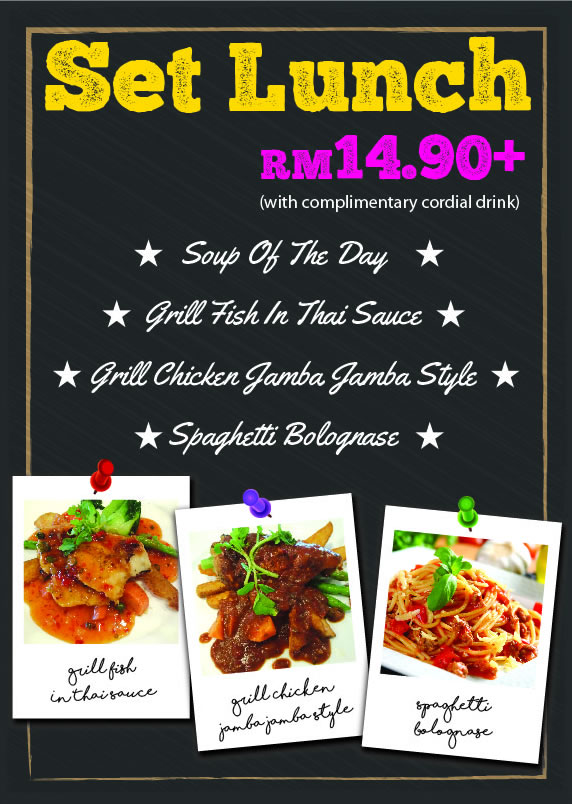 Set Lunch
RM14.90+
(with complimentary cordial drink)
Soup Of The Day
Grill Fish In Thai Sauce
Grill Chicken Jamba Jamba Style
Spaghetti Bolognase
grill fish
in thai sauce
grill chicken
jamba jamba style
spaghetti
bolognase